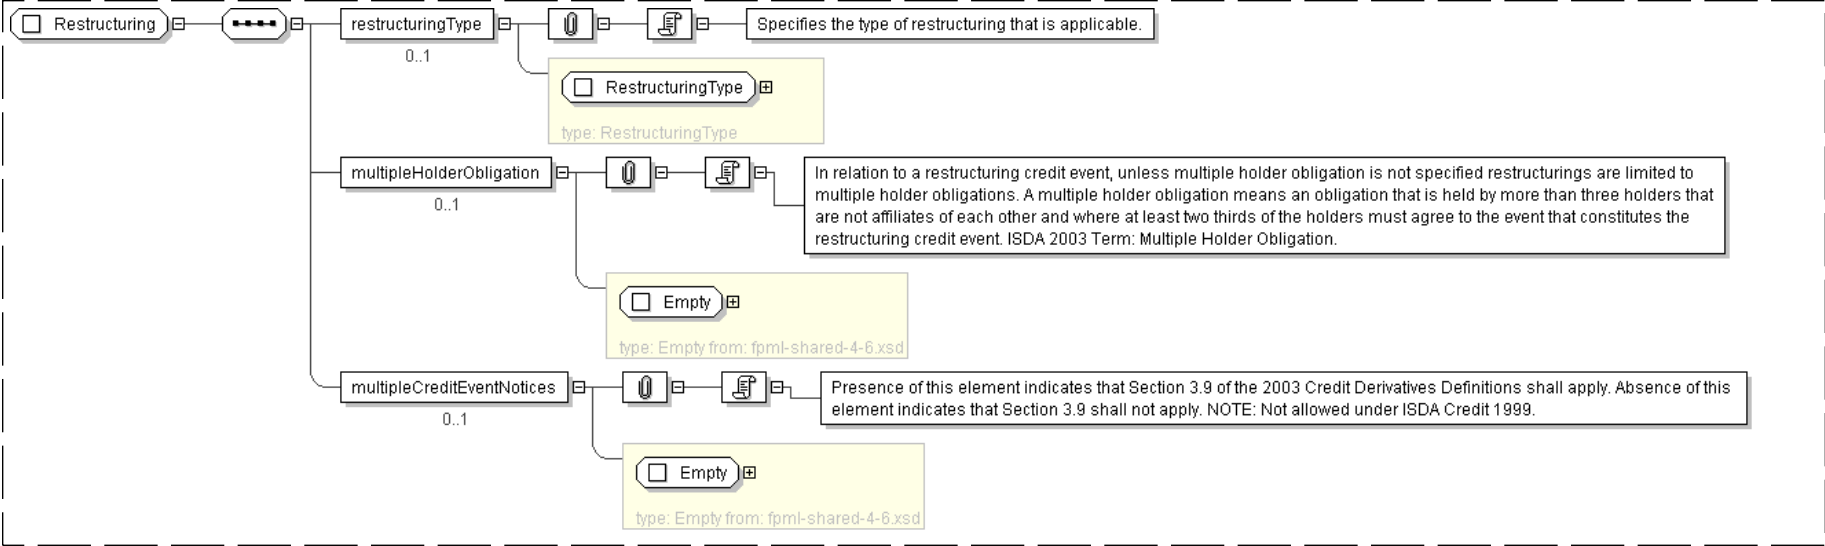 Restructuring
restructuringType
0..1
Specifies the type of restructuring that is applicable.
RestructuringType
type: RestructuringType
multipleHolderObligation
0..1
In relation to a restructuring credit event, unless multiple holder obligation is not specified restructurings are limited to
multiple holder obligations. A multiple holder obligation means an obligation that is held by more than three holders that
are not affiliates of each other and where at least two thirds of the holders must agree to the event that constitutes the
restructuring credit event. ISDA 2003 Term: Multiple Holder Obligation.
Empty
type: Empty from: fpml-shared-4-6.xsd
multipleCreditEventNotices
0..1
Presence of this element indicates that Section 3.9 of the 2003 Credit Derivatives Definitions shall apply. Absence of this
element indicates that Section 3.9 shall not apply. NOTE: Not allowed under ISDA Credit 1999.
Empty
type: Empty from: fpml-shared-4-6.xsd